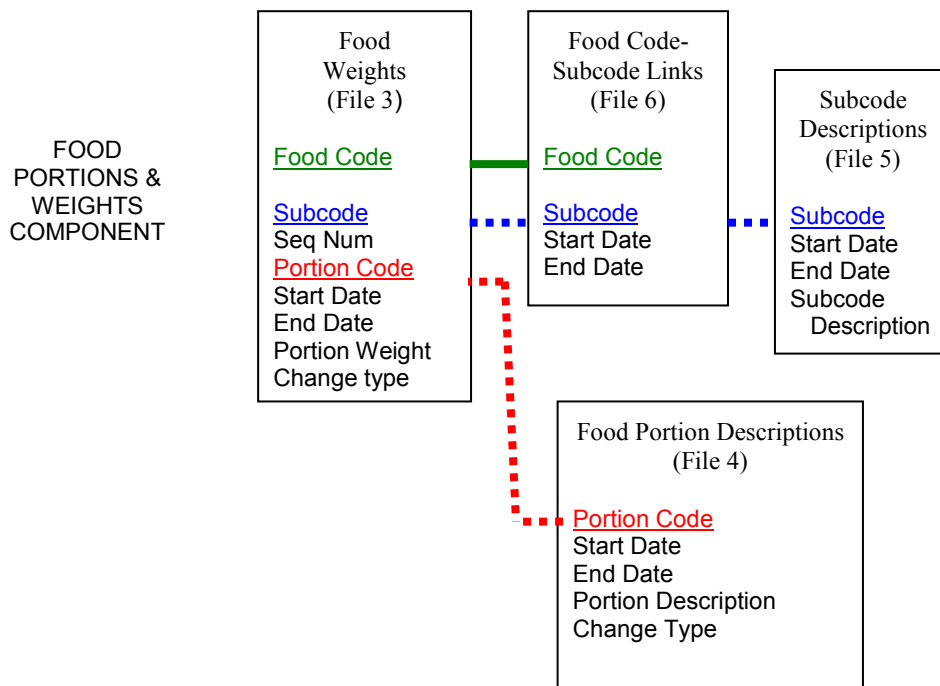 FOOD
PORTIONS &
WEIGHTS
COMPONENT
Food
Weights
(File 3)
Food Code
Subcode
Seq Num
Portion Code
Start Date
End Date
Portion Weight
Change type
Food Code-
Subcode Links
(File 6)
Food Code
Subcode
Start Date
End Date
Subcode
Descriptions
(File 5)
Subcode
Start Date
End Date
Subcode
Description
Food Portion Descriptions
(File 4)
Portion Code
Start Date
End Date
Portion Description
Change Type